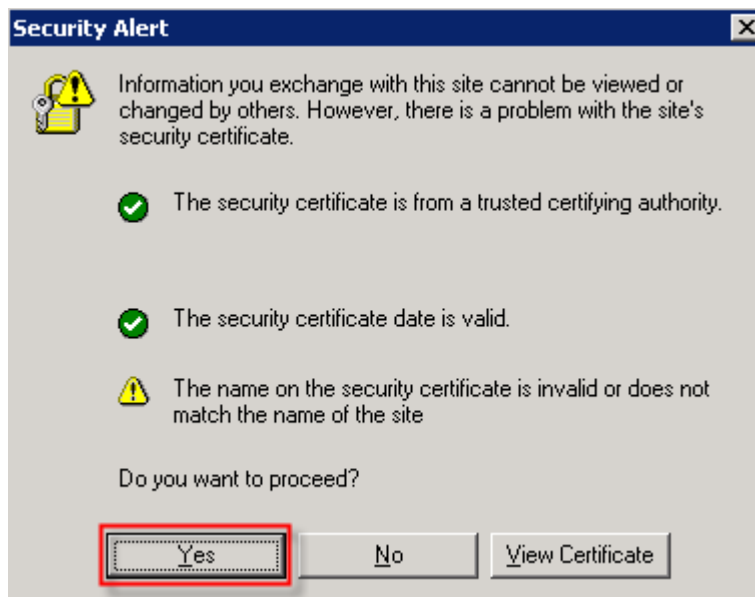 Security Alert
Information you exchange with this site cannot be viewed or
changed by others. However, there is a problem with the site's
security certificate.
The security certificate is from a trusted certifying authority.
The security certificate date is valid.
The name on the security certificate is invalid or does not
match the name of the site
Do you want to proceed?
Yes No View Certificate